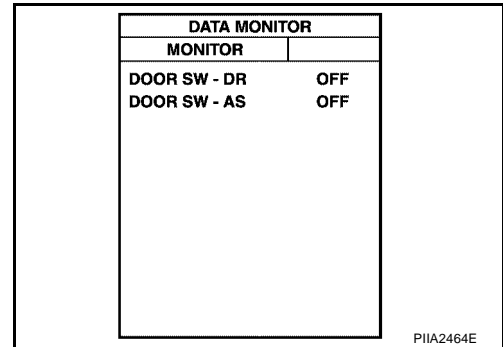 DATA MONITOR
MONITOR
DOOR SW - DR OFF
DOOR SW - AS OFF
PIIA2464E